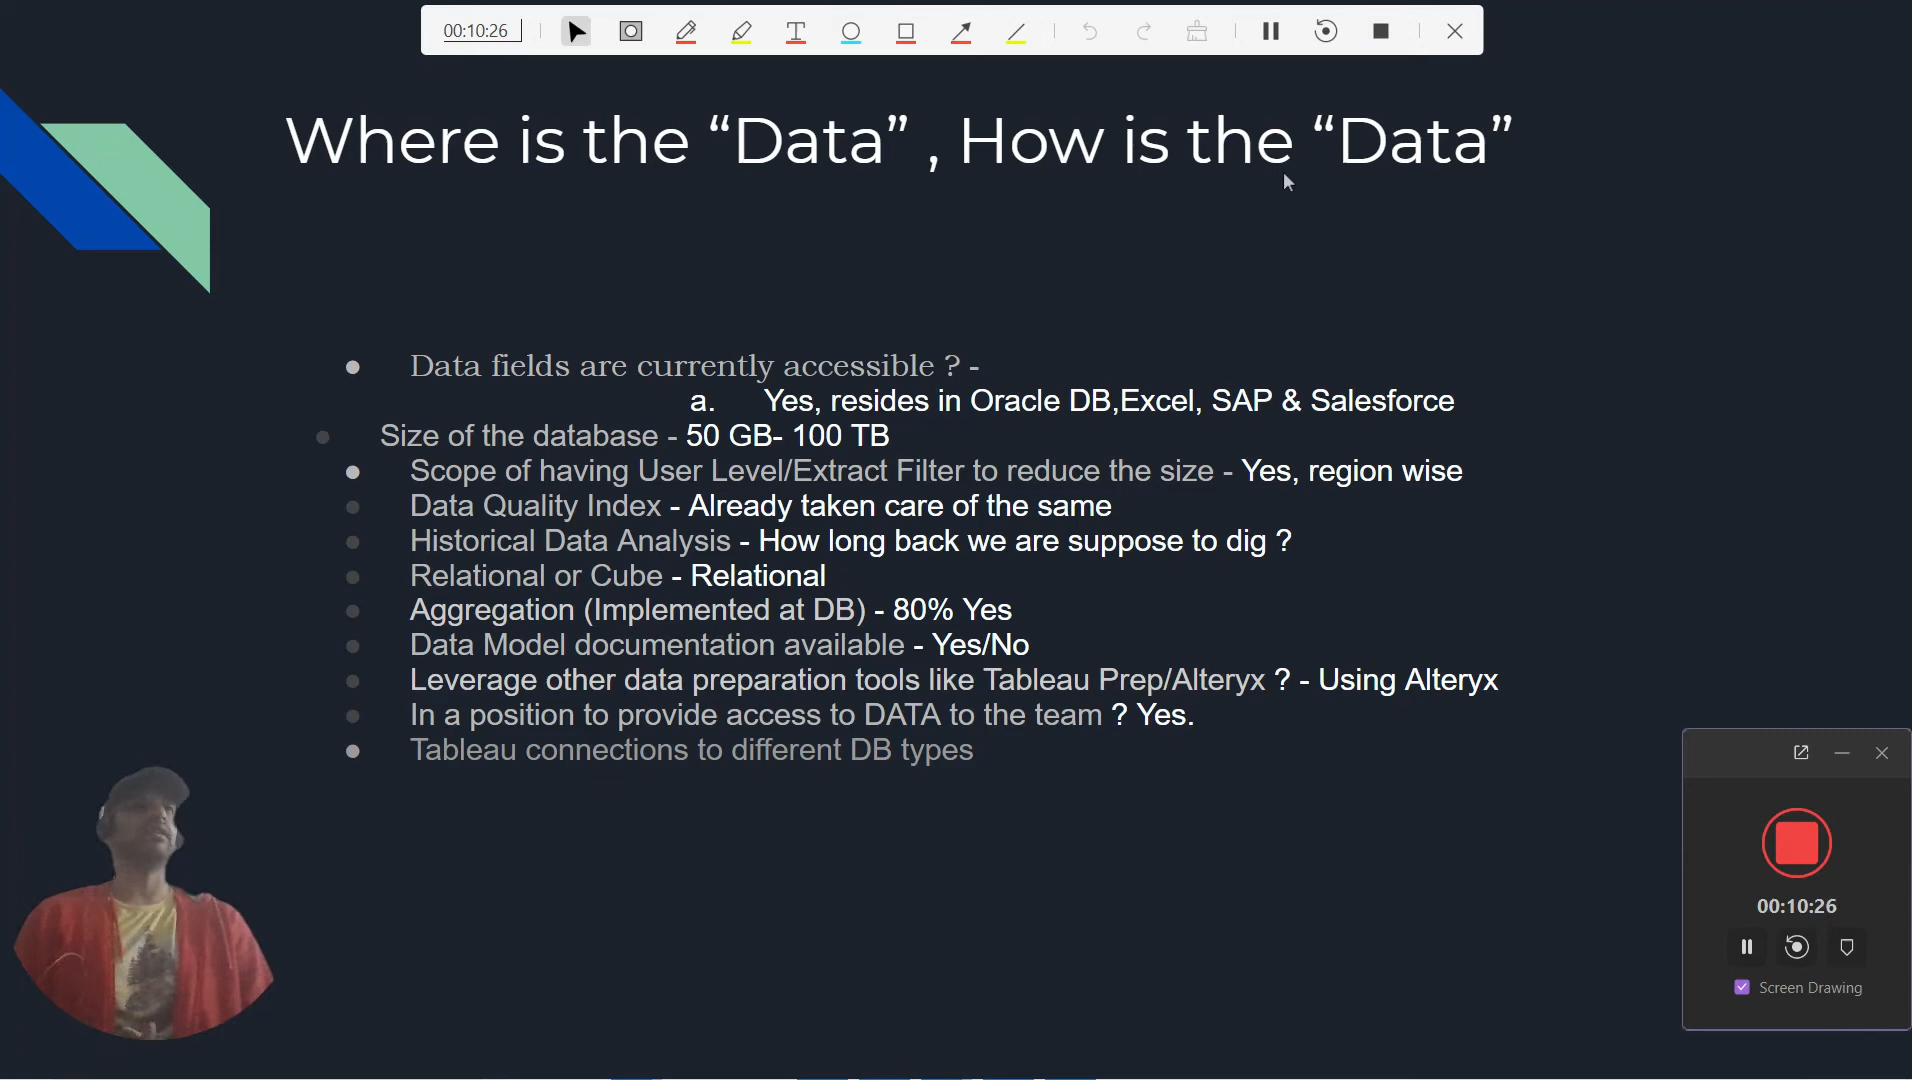 00:10:26
Where is the “Data” , How is the “Data”
Data fields are currently accessible ? -
a. Yes, resides in Oracle DB,Excel, SAP & Salesforce
Size of the database - 50 GB- 100 TB
Scope of having User Level/Extract Filter to reduce the size - Yes, region wise
Data Quality Index - Already taken care of the same
Historical Data Analysis - How long back we are suppose to dig ?
Relational or Cube - Relational
Aggregation (Implemented at DB) - 80% Yes
Data Model documentation available - Yes/No
Leverage other data preparation tools like Tableau Prep/Alteryx ? - Using Alteryx
In a position to provide access to DATA to the team ? Yes.
Tableau connections to different DB types
00:10:26
Screen Drawing